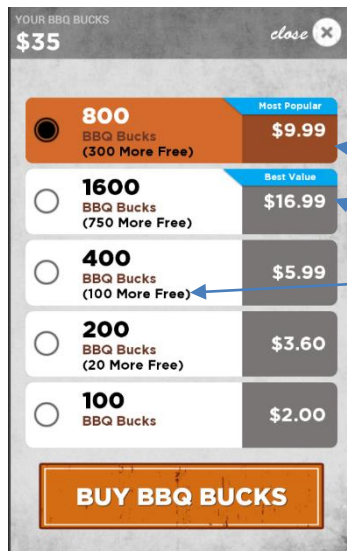 YOUR BBQ BUCKS
$35
close
Most Popular
800
BBQ Bucks
(300 More Free)
$9.99
Best Value
1600
BBQ Bucks
(750 More Free)
$16.99
400
BBQ Bucks
(100 More Free)
$5.99
200
BBQ Bucks
(20 More Free)
$3.60
100
BBQ Bucks
$2.00
BUY BBQ BUCKS